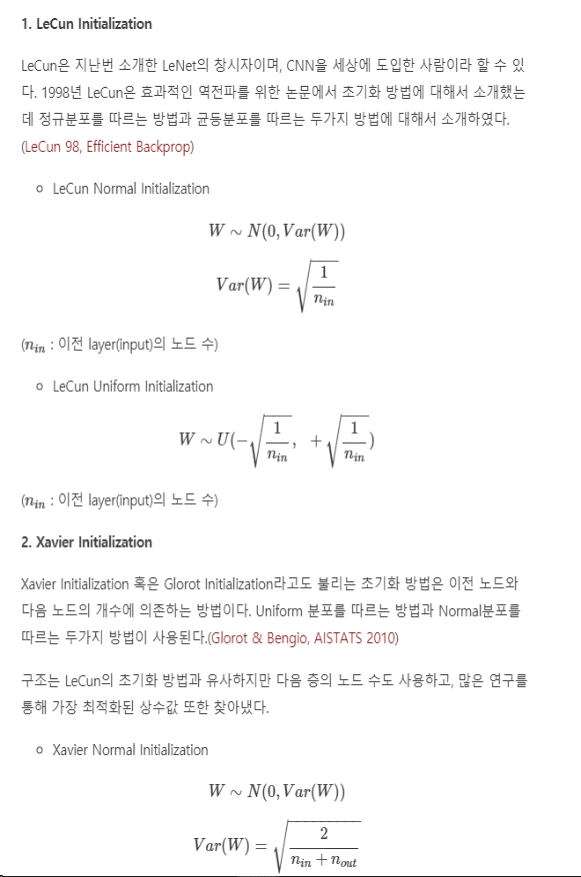 1. LeCun Initialization
LeCun은 지난번 소개한 LeNet의 창시자이며, CNN을 세상에 도입한 사람이라 할 수 있
다. 1998년 LeCun은 효과적인 역전파를 위한 논문에서 초기화 방법에 대해서 소개했는
데 정규분포를 따르는 방법과 균등분포를 따르는 두가지 방법에 대해서 소개하였다.
(LeCun 98, Efficient Backprop)
○ LeCun Normal Initialization
W ~ N(0, Var(W))
Var(W) = √(1/n_in)
(n_in : 이전 layer(input)의 노드 수)
○ LeCun Uniform Initialization
W ~ U(-√(1/n_in), +√(1/n_in))
(n_in : 이전 layer(input)의 노드 수)
2. Xavier Initialization
Xavier Initialization 혹은 Glorot Initialization라고도 불리는 초기화 방법은 이전 노드와
다음 노드의 개수에 의존하는 방법이다. Uniform 분포를 따르는 방법과 Normal분포를
따르는 두가지 방법이 사용된다.(Glorot & Bengio, AISTATS 2010)
구조는 LeCun의 초기화 방법과 유사하지만 다음 층의 노드 수도 사용하고, 많은 연구를
통해 가장 최적화된 상수값 또한 찾아냈다.
○ Xavier Normal Initialization
W ~ N(0, Var(W))
Var(W) = √(2/(n_in + n_out))